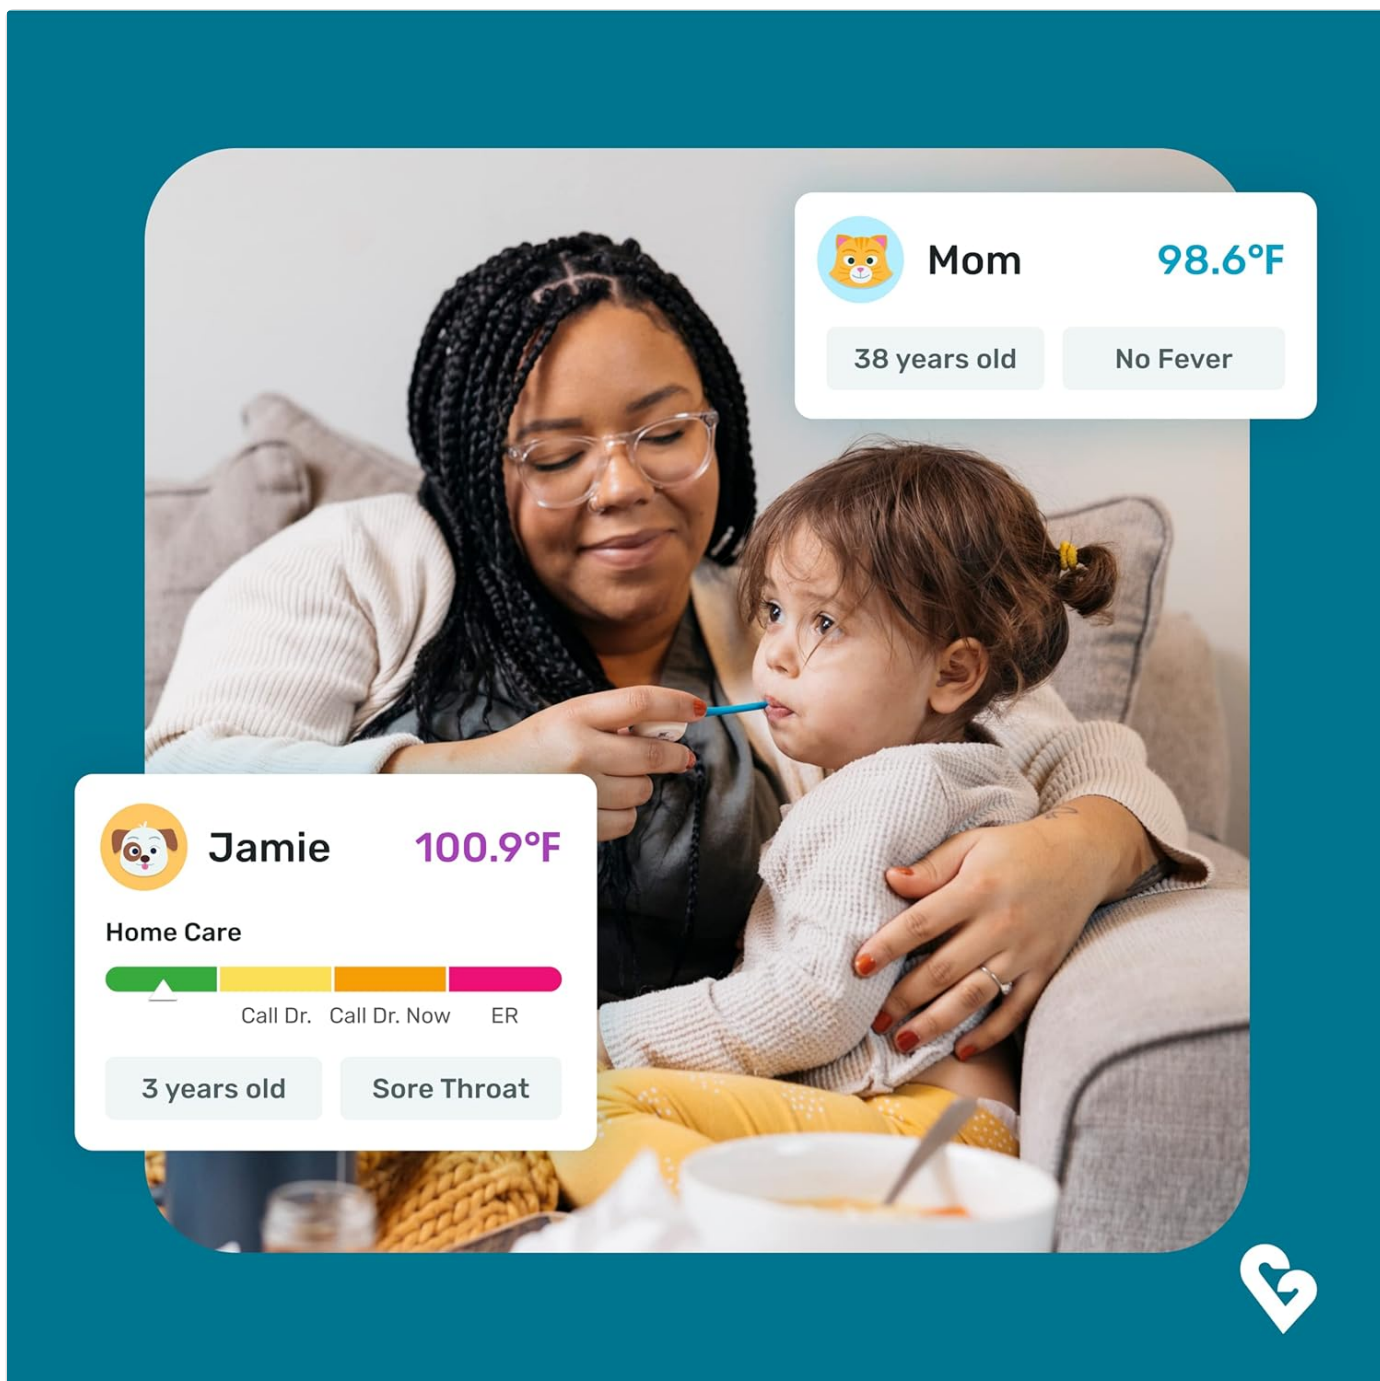 Mom 98.6°F
38 years old No Fever
Jamie 100.9°F
Home Care
Call Dr. Call Dr. Now ER
3 years old Sore Throat